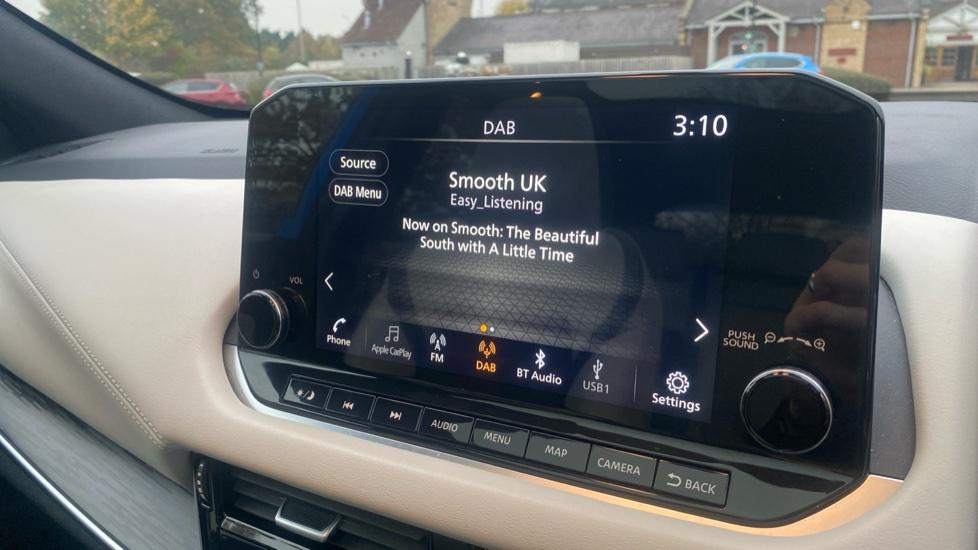 DAB
3:10
Source
DAB Menu
Smooth UK
Easy_Listening
Now on Smooth: The Beautiful
South with A Little Time
VOL
PUSH
SOUND
Phone
Apple CarPlay
FM
DAB
BT Audio
USB1
Settings
AUDIO
MENU
MAP
CAMERA
BACK